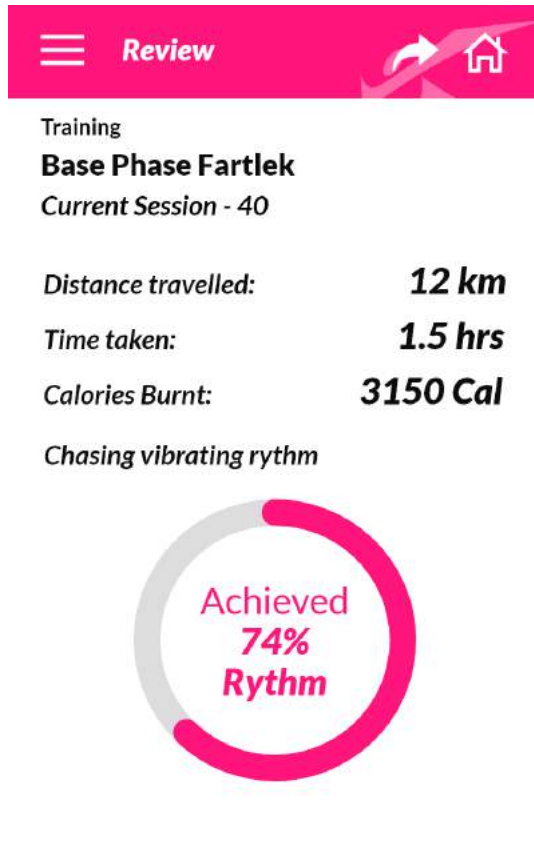 Review
Training
Base Phase Fartlek
Current Session - 40
Distance travelled: 12 km
Time taken: 1.5 hrs
Calories Burnt: 3150 Cal
Chasing vibrating rythm
Achieved
74%
Rythm